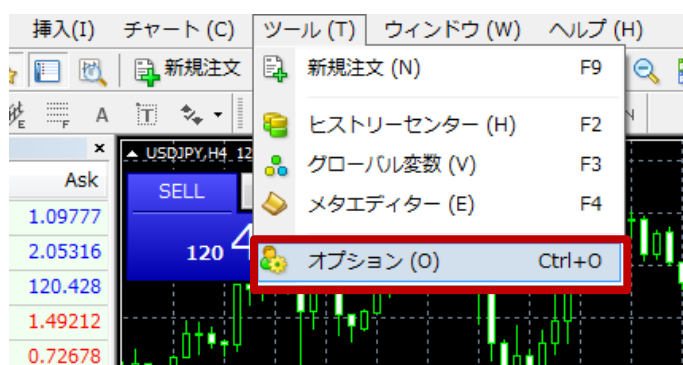 挿入(I) チャート (C) ツール (T) ウィンドウ (W) ヘルプ (H)
新規注文
新規注文 (N) F9
E F A T
ヒストリーセンター (H) F2
グローバル変数 (V) F3
メタエディター (E) F4
オプション (O) Ctrl+O
USDJPY,H4 12
SELL
120 4
Ask
1.09777
2.05316
120.428
1.49212
0.72678